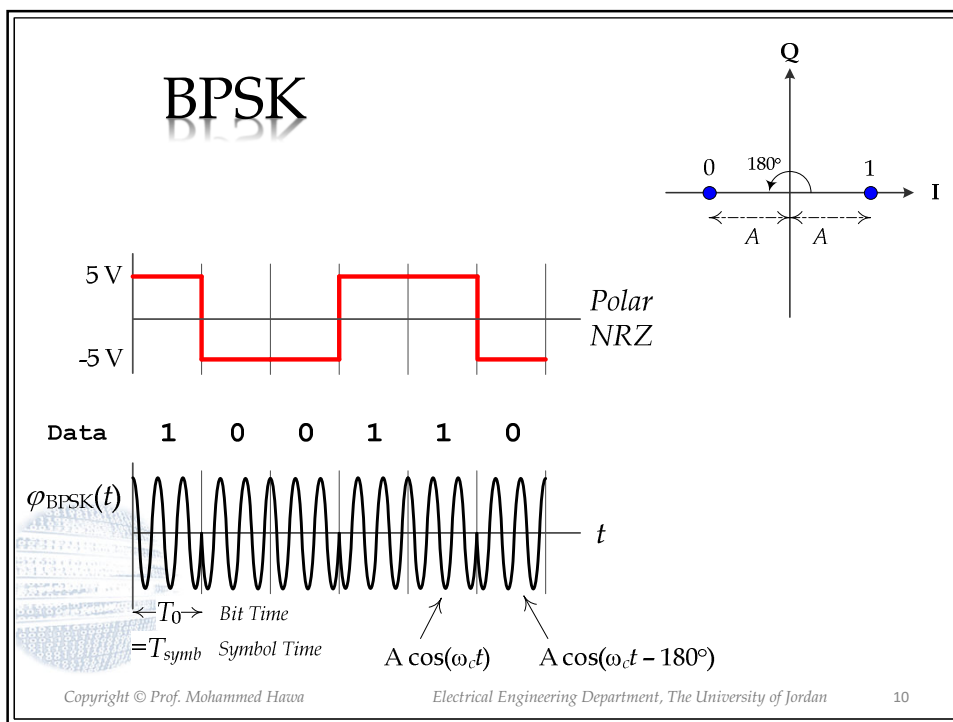 BPSK
Q
0 180° 1
I
A A
5 V
-5 V
Polar
NRZ
Data 1 0 0 1 1 0
φBPSK(t)
t
T0 Bit Time
=Tsymb Symbol Time
A cos(ωct) A cos(ωct – 180°)
Copyright © Prof. Mohammed Hawa Electrical Engineering Department, The University of Jordan 10